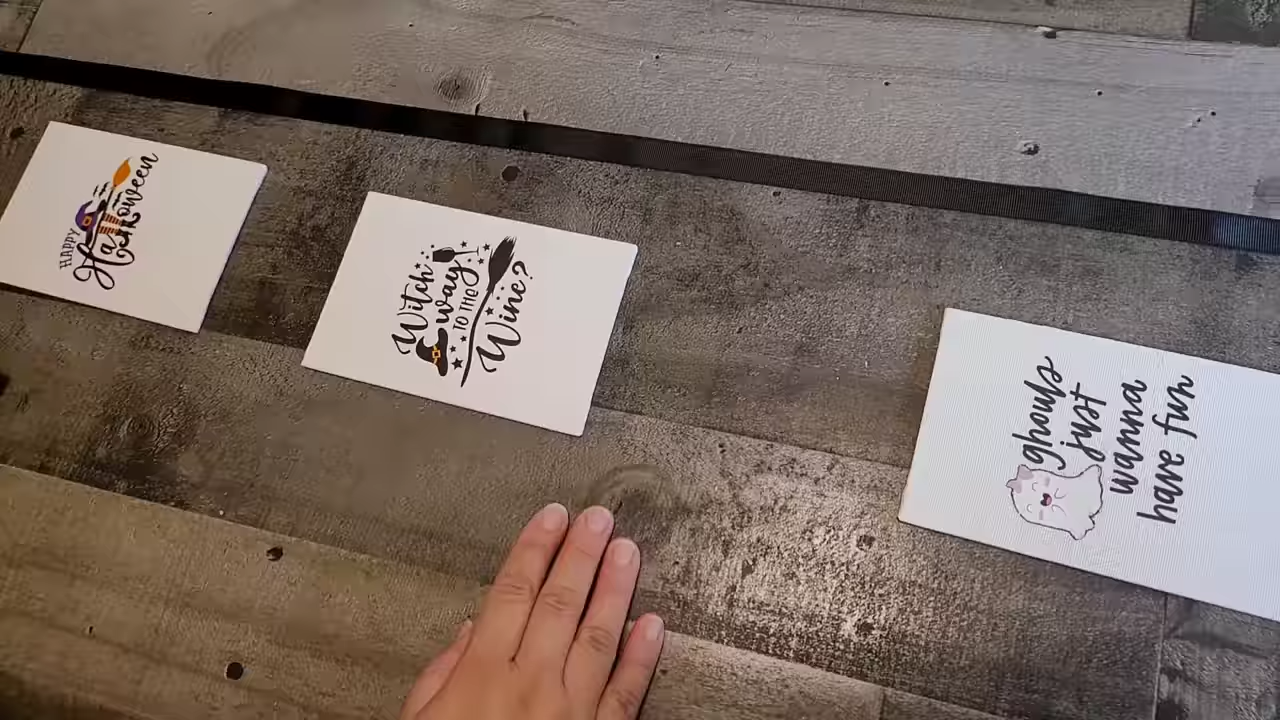 HAPPY
Halloween
Witch
way
TO THE
Wine?
ghouls
just
wanna
have fun